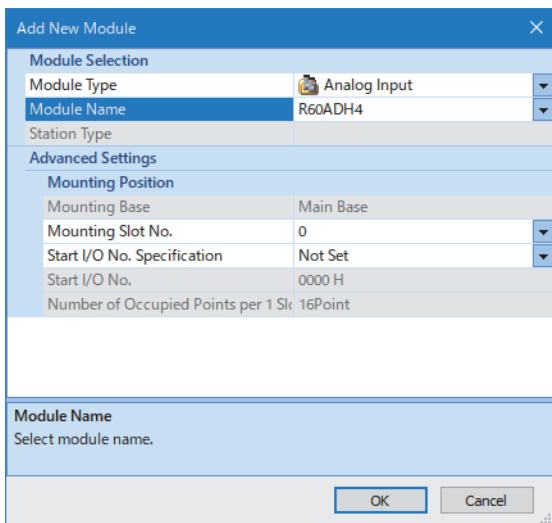 Add New Module
Module Selection
Module Type Analog Input
Module Name R60ADH4
Station Type
Advanced Settings
Mounting Position
Mounting Base Main Base
Mounting Slot No. 0
Start I/O No. Specification Not Set
Start I/O No. 0000 H
Number of Occupied Points per 1 Slo 16Point
Module Name
Select module name.
OK Cancel